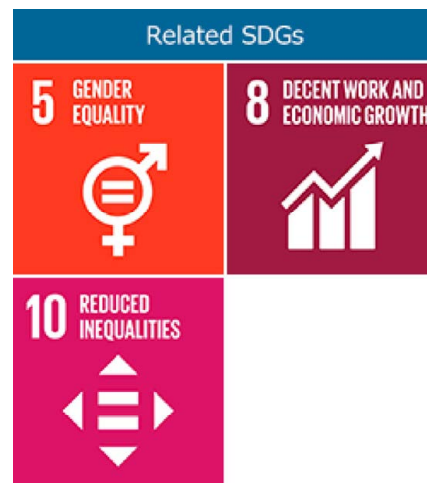 Related SDGs
5 GENDER
EQUALITY
8 DECENT WORK AND
ECONOMIC GROWTH
10 REDUCED
INEQUALITIES